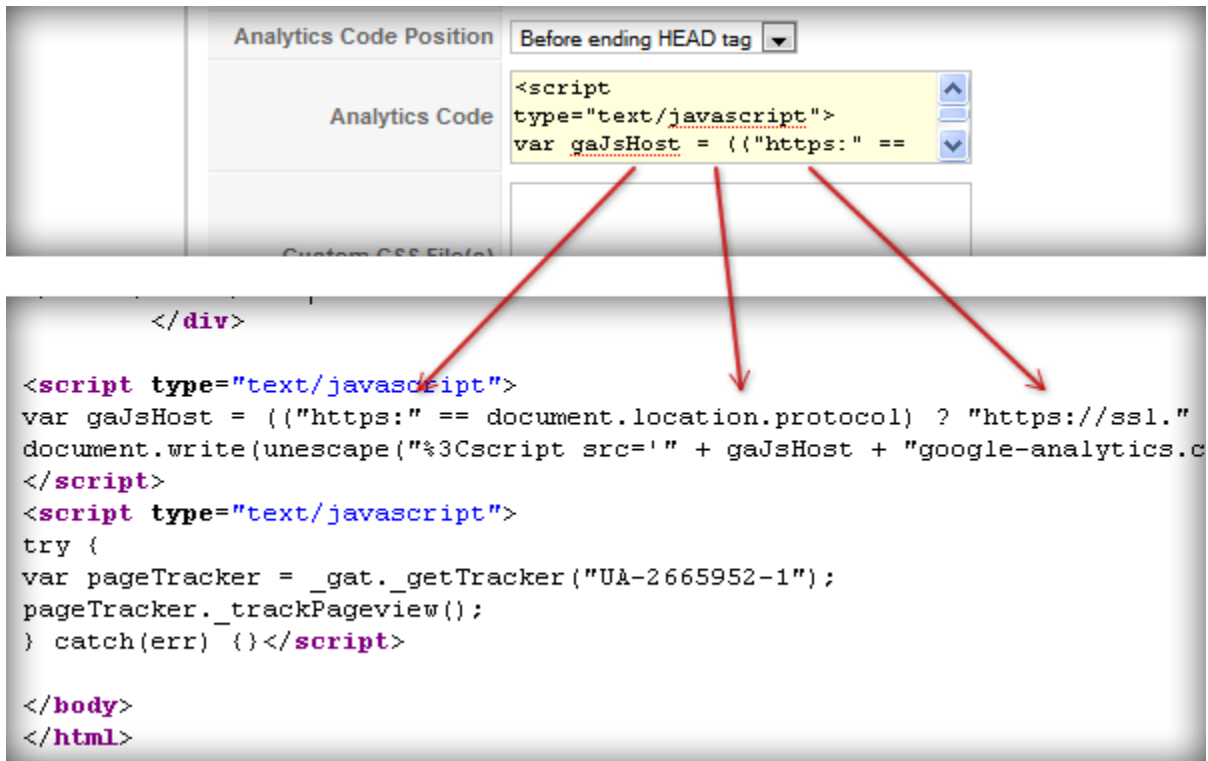 Analytics Code Position Before ending HEAD tag
Analytics Code
<script
type="text/javascript">
var gaJsHost = (("https:" ==
Custom CSS File(s)
</div>
<script type="text/javascript">
var gaJsHost = (("https:" == document.location.protocol) ? "https://ssl."
document.write(unescape("%3Cscript src='" + gaJsHost + "google-analytics.c
</script>
<script type="text/javascript">
try {
var pageTracker = _gat._getTracker("UA-2665952-1");
pageTracker._trackPageview();
} catch(err) {}</script>
</body>
</html>